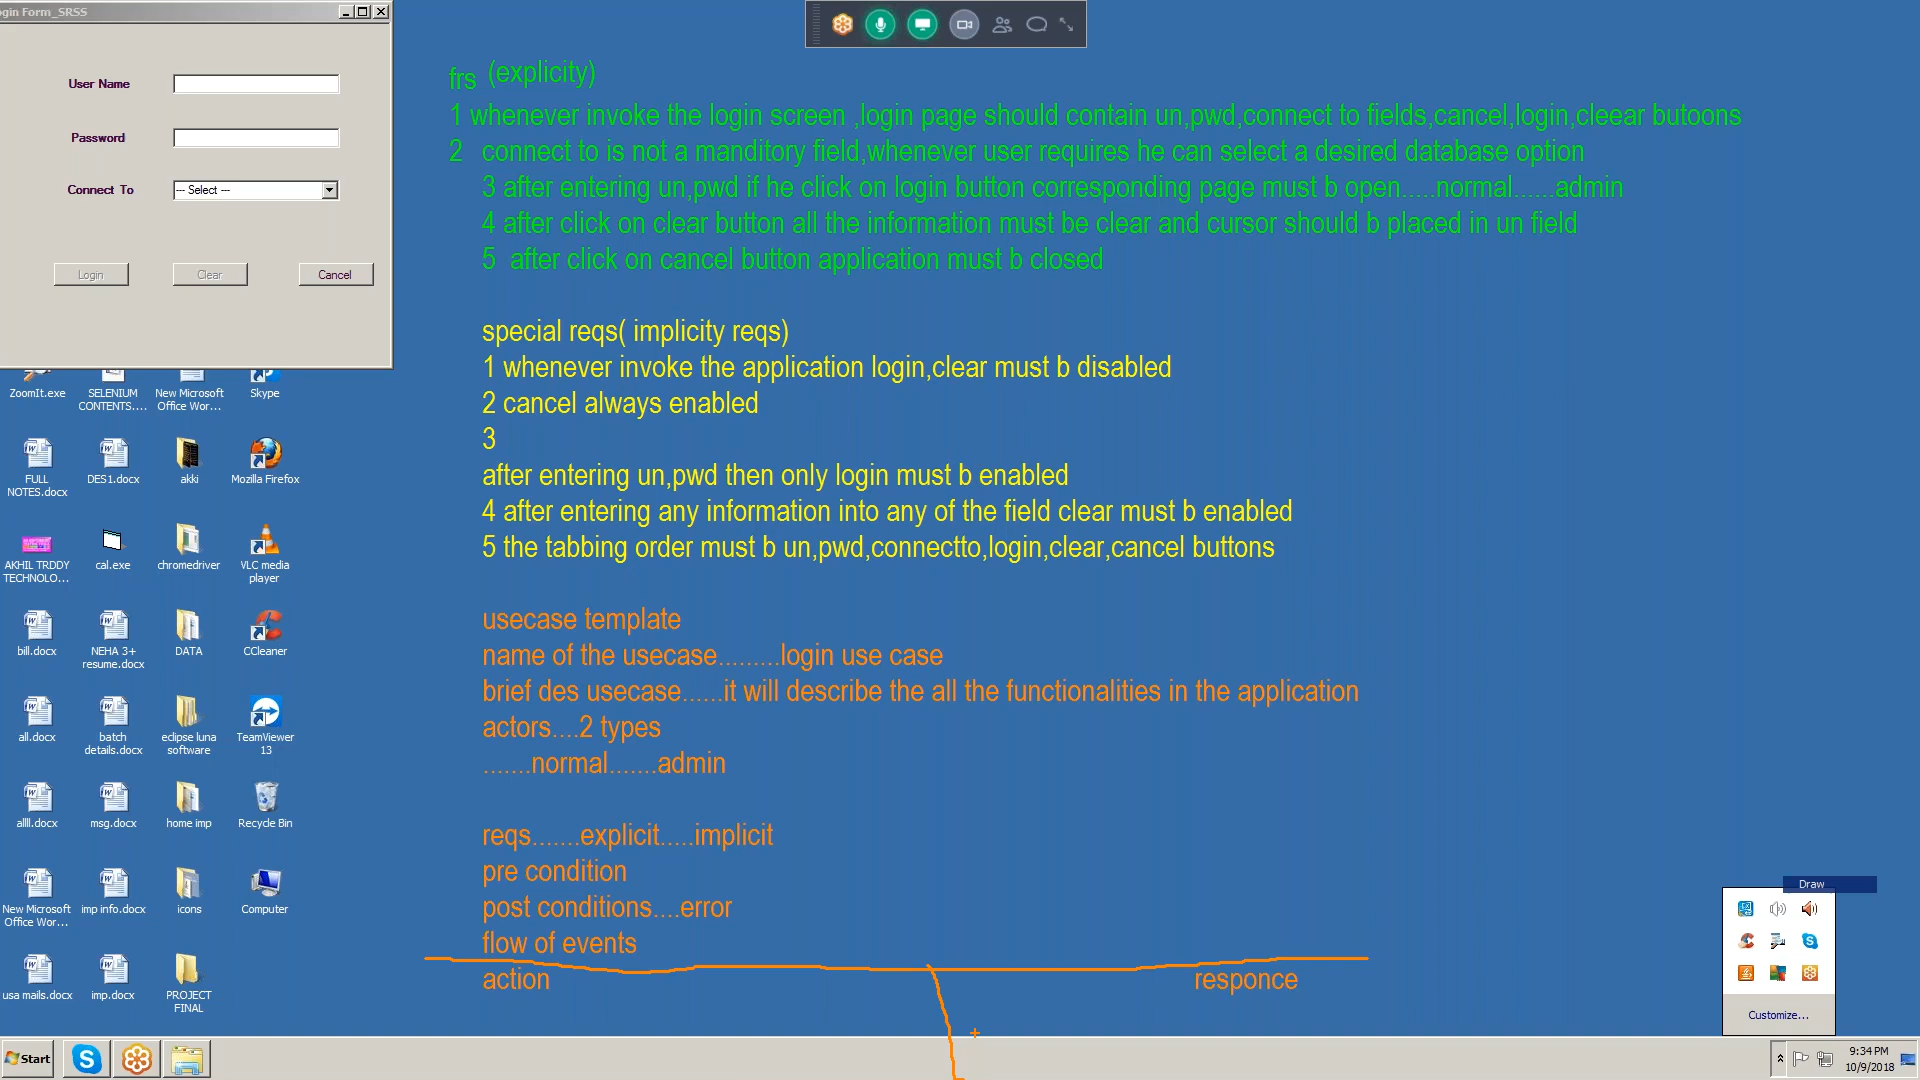 ogin Form_SRSS
User Name
Password
Connect To
--- Select ---
Login
Clear
Cancel
frs (explicity)
1 whenever invoke the login screen ,login page should contain un,pwd,connect to fields,cancel,login,cleear butoons
2 connect to is not a manditory field,whenever user requires he can select a desired database option
3 after entering un,pwd if he click on login button corresponding page must b open.....normal......admin
4 after click on clear button all the information must be clear and cursor should b placed in un field
5 after click on cancel button application must b closed
special reqs( implicity reqs)
1 whenever invoke the application login,clear must b disabled
2 cancel always enabled
3
after entering un,pwd then only login must b enabled
4 after entering any information into any of the field clear must b enabled
5 the tabbing order must b un,pwd,connectto,login,clear,cancel buttons
usecase template
name of the usecase.........login use case
brief des usecase......it will describe the all the functionalities in the application
actors....2 types
.......normal.......admin
reqs.......explicit.....implicit
pre condition
post conditions....error
flow of events
action
responce
ZoomIt.exe
SELENIUM
CONTENTS....
New Microsoft
Office Wor...
Skype
FULL
NOTES.docx
DES1.docx
akki
Mozilla Firefox
AKHIL TRDDY
TECHNOLO...
cal.exe
chromedriver
VLC media
player
bill.docx
NEHA 3+
resume.docx
DATA
CCleaner
all.docx
batch
details.docx
eclipse luna
software
TeamViewer
13
allll.docx
msg.docx
home imp
Recycle Bin
New Microsoft
Office Wor...
imp info.docx
icons
Computer
usa mails.docx
imp.docx
PROJECT
FINAL
Draw
Customize...
Start
9:34 PM
10/9/2018